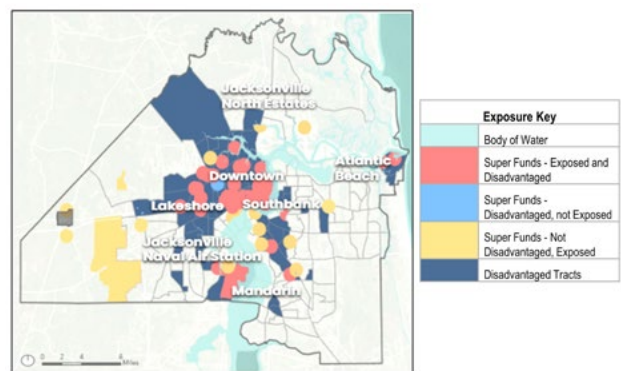 Jacksonville
North Estates
Atlantic
Beach
Downtown
Lakeshore
Southbank
Jacksonville
Naval Air Station
Mandarin
0 2 4 8
Miles
Exposure Key
Body of Water
Super Funds - Exposed and
Disadvantaged
Super Funds -
Disadvantaged, not Exposed
Super Funds - Not
Disadvantaged, Exposed
Disadvantaged Tracts